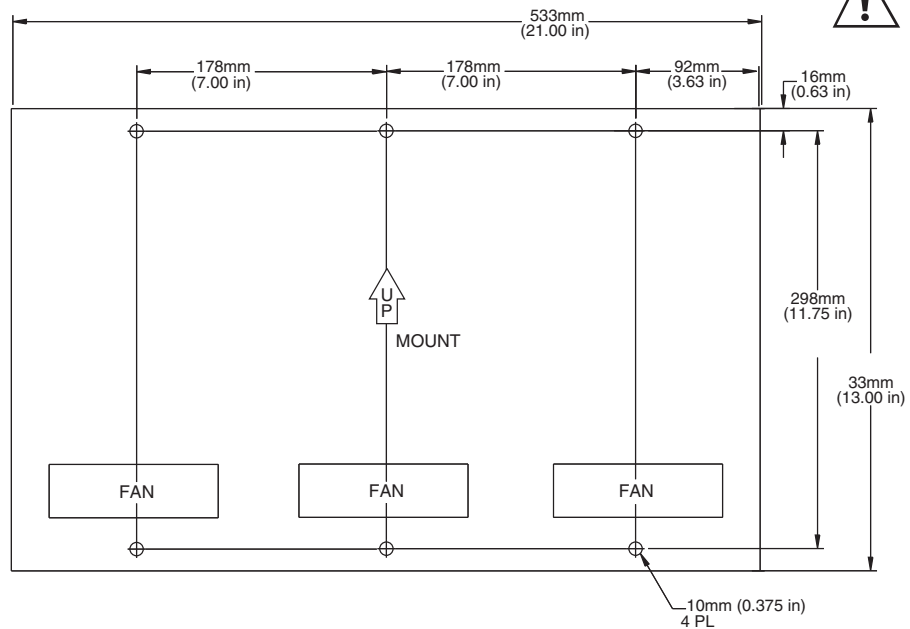 533mm
(21.00 in)
!
178mm
(7.00 in)
178mm
(7.00 in)
92mm
(3.63 in)
16mm
(0.63 in)
U
P
MOUNT
298mm
(11.75 in)
33mm
(13.00 in)
FAN
FAN
FAN
10mm (0.375 in)
4 PL